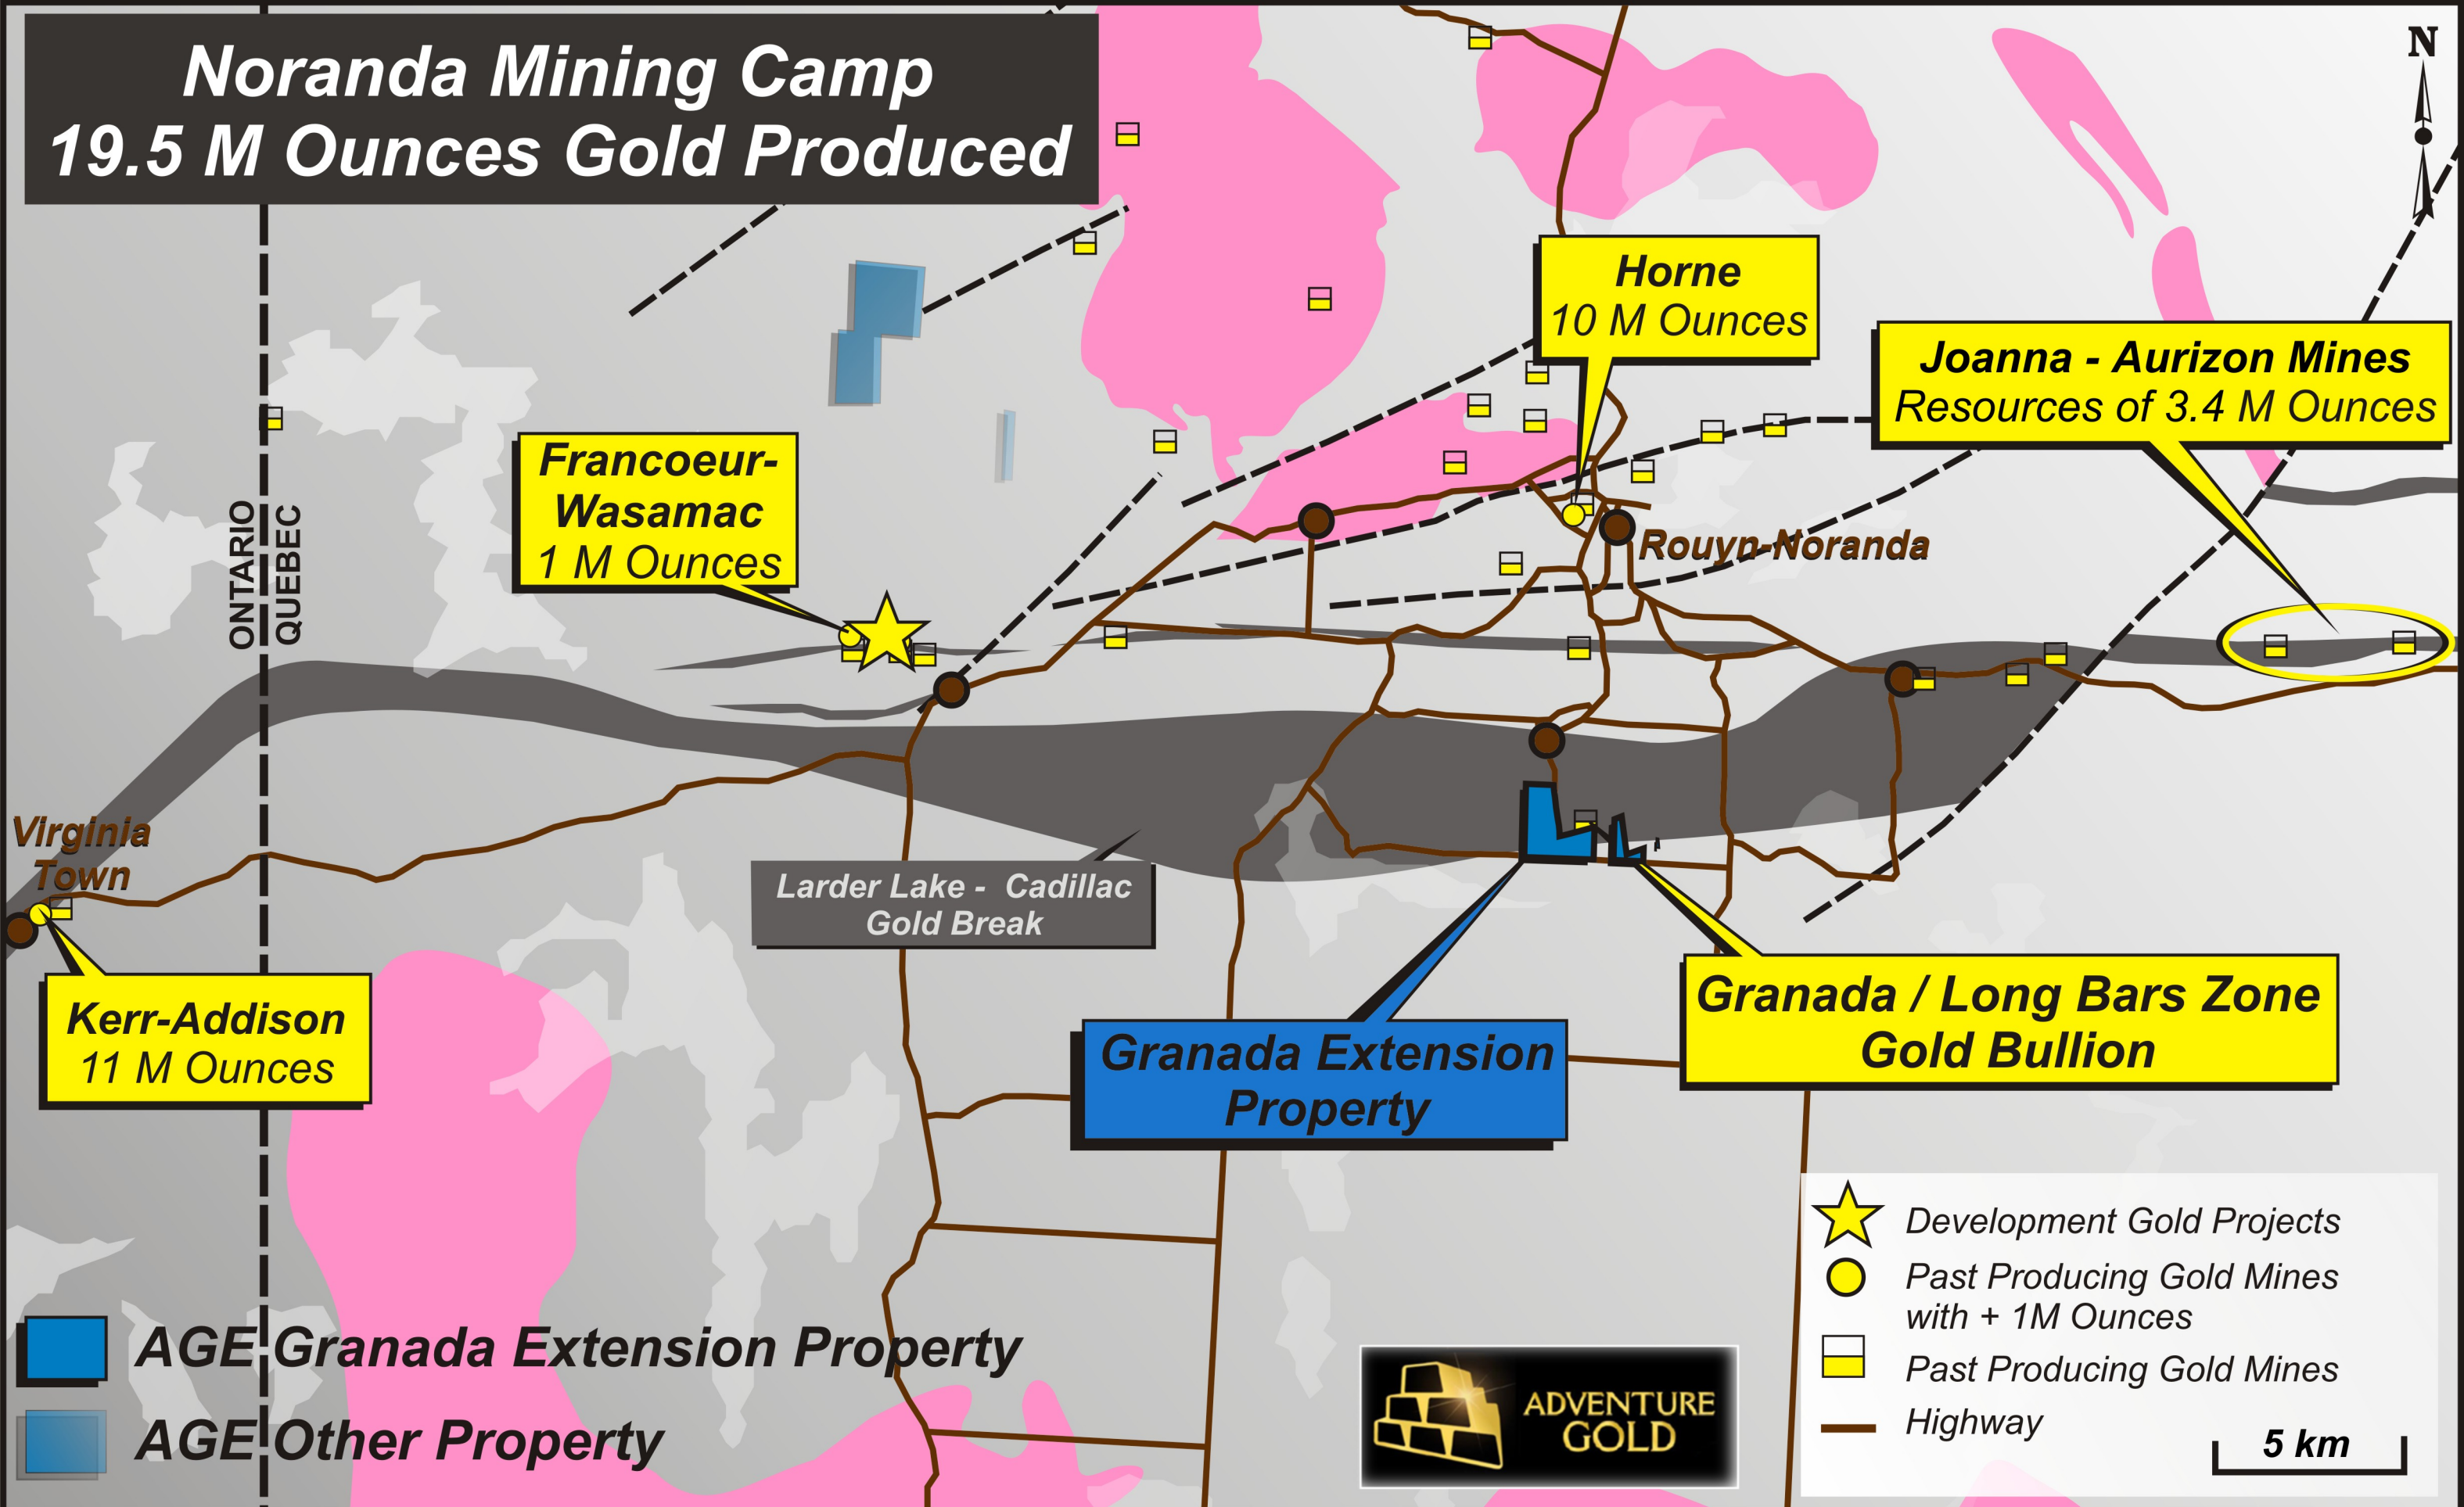 Noranda Mining Camp
19.5 M Ounces Gold Produced
N
Horne
10 M Ounces
Joanna - Aurizon Mines
Resources of 3.4 M Ounces
Francoeur-
Wasamac
1 M Ounces
ONTARIO
QUEBEC
Rouyn-Noranda
Virginia
Town
Larder Lake - Cadillac
Gold Break
Kerr-Addison
11 M Ounces
Granada Extension
Property
Granada / Long Bars Zone
Gold Bullion
AGE Granada Extension Property
AGE Other Property
ADVENTURE
GOLD
Development Gold Projects
Past Producing Gold Mines
with + 1M Ounces
Past Producing Gold Mines
Highway
5 km